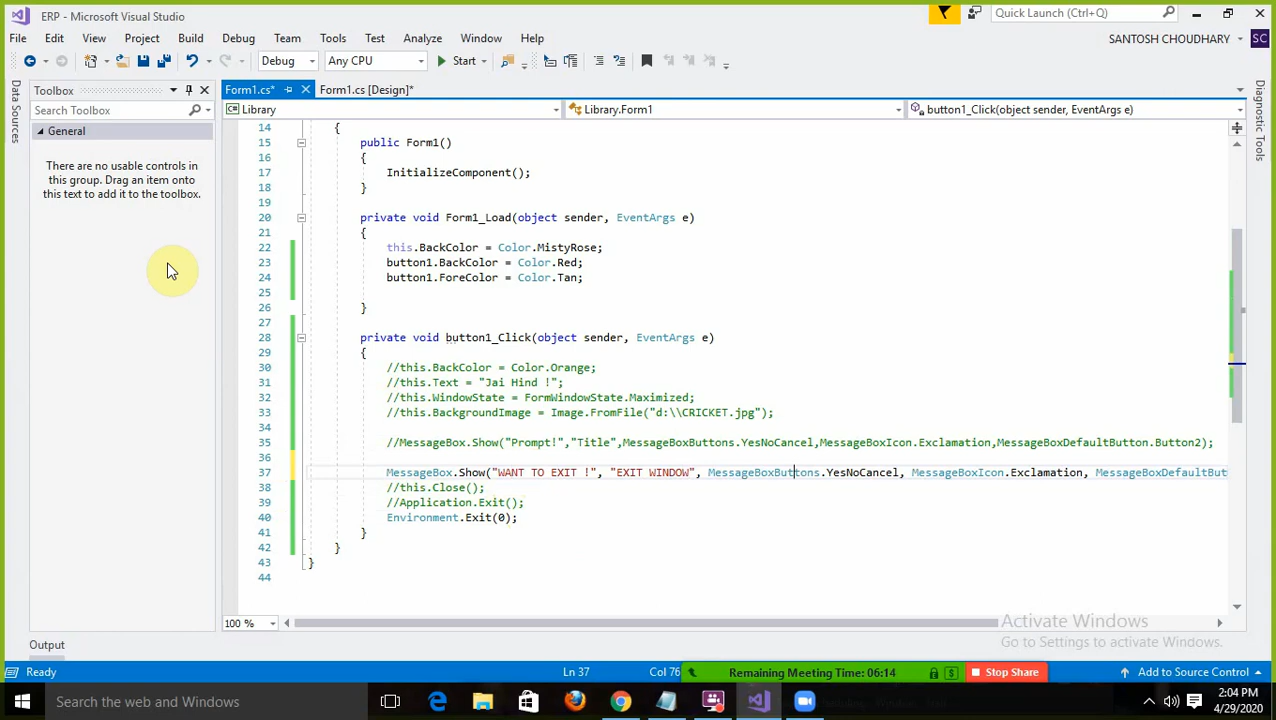 ERP - Microsoft Visual Studio
Quick Launch (Ctrl+Q)
File Edit View Project Build Debug Team Tools Test Analyze Window Help
SANTOSH CHOUDHARY SC
Debug Any CPU Start
Data Sources
Toolbox
Search Toolbox
General
There are no usable controls in
this group. Drag an item onto
this text to add it to the toolbox.
Form1.cs* Form1.cs [Design]*
Library Library.Form1 button1_Click(object sender, EventArgs e)
Diagnostic Tools
14 {
15 public Form1()
16 {
17 InitializeComponent();
18 }
19
20 private void Form1_Load(object sender, EventArgs e)
21 {
22 this.BackColor = Color.MistyRose;
23 button1.BackColor = Color.Red;
24 button1.ForeColor = Color.Tan;
25
26 }
27
28 private void button1_Click(object sender, EventArgs e)
29 {
30 //this.BackColor = Color.Orange;
31 //this.Text = "Jai Hind !";
32 //this.WindowState = FormWindowState.Maximized;
33 //this.BackgroundImage = Image.FromFile("d:\\CRICKET.jpg");
34
35 //MessageBox.Show("Prompt!","Title",MessageBoxButtons.YesNoCancel,MessageBoxIcon.Exclamation,MessageBoxDefaultButton.Button2);
36
37 MessageBox.Show("WANT TO EXIT !", "EXIT WINDOW", MessageBoxButtons.YesNoCancel, MessageBoxIcon.Exclamation, MessageBoxDefaultBut
38 //this.Close();
39 //Application.Exit();
40 Environment.Exit(0);
41 }
42 }
43 }
44
100 %
Activate Windows
Go to Settings to activate Windows.
Output
Ready Ln 37 Col 76 Remaining Meeting Time: 06:14 Stop Share Add to Source Control
Search the web and Windows
2:04 PM
4/29/2020